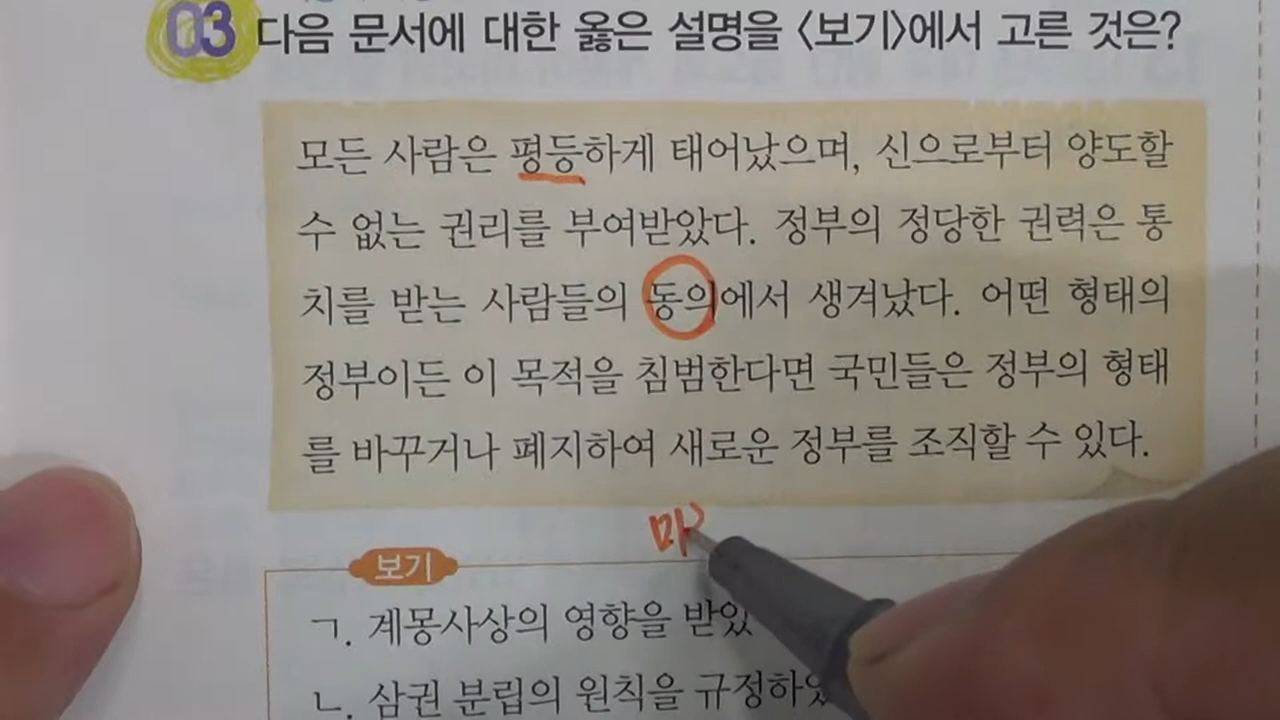 03 다음 문서에 대한 옳은 설명을 〈보기〉에서 고른 것은?
모든 사람은 평등하게 태어났으며, 신으로부터 양도할
수 없는 권리를 부여받았다. 정부의 정당한 권력은 통
치를 받는 사람들의 동의에서 생겨났다. 어떤 형태의
정부이든 이 목적을 침범한다면 국민들은 정부의 형태
를 바꾸거나 폐지하여 새로운 정부를 조직할 수 있다.
보기
ㄱ. 계몽사상의 영향을 받았
ㄴ. 삼권 분립의 원칙을 규정하였